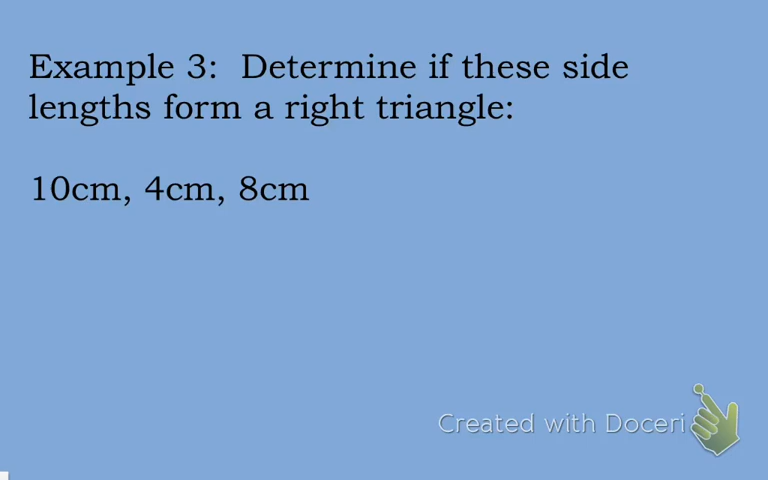 Example 3:  Determine if these side
lengths form a right triangle:
10cm, 4cm, 8cm
Created with Doceri